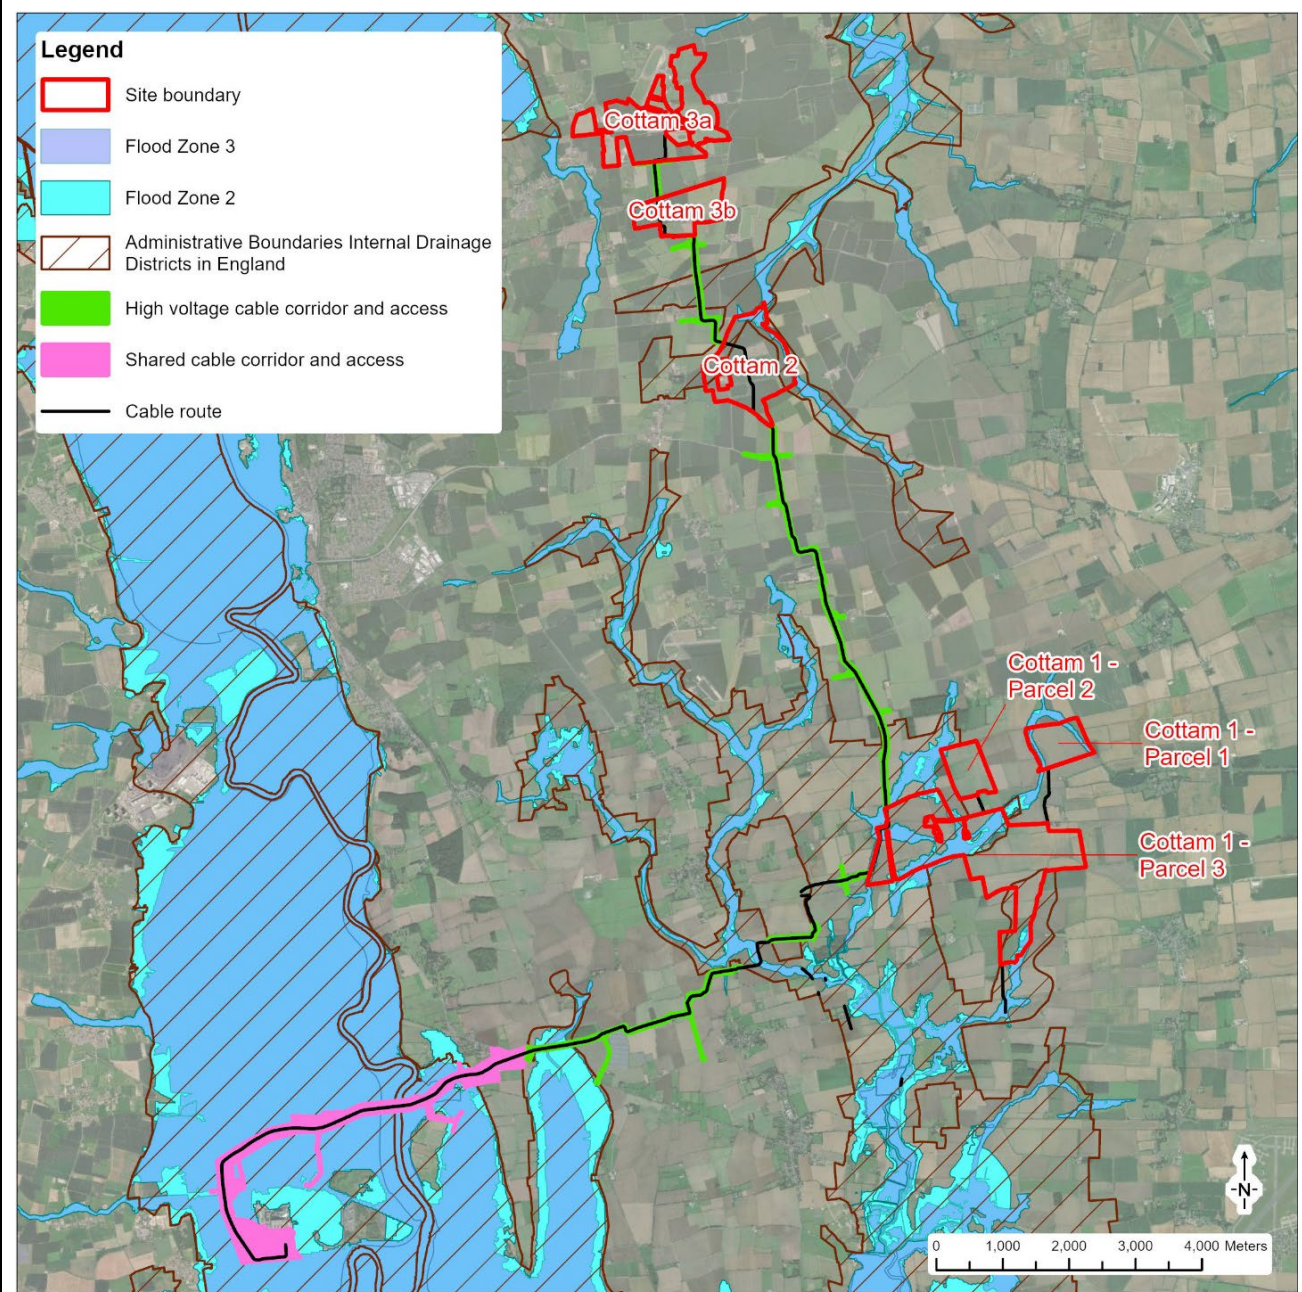 Legend
Site boundary
Flood Zone 3
Flood Zone 2
Administrative Boundaries Internal Drainage
Districts in England
High voltage cable corridor and access
Shared cable corridor and access
Cable route
Cottam 3a
Cottam 3b
Cottam 2
Cottam 1 -
Parcel 2
Cottam 1 -
Parcel 1
Cottam 1 -
Parcel 3
-N-
0 1,000 2,000 3,000 4,000 Meters